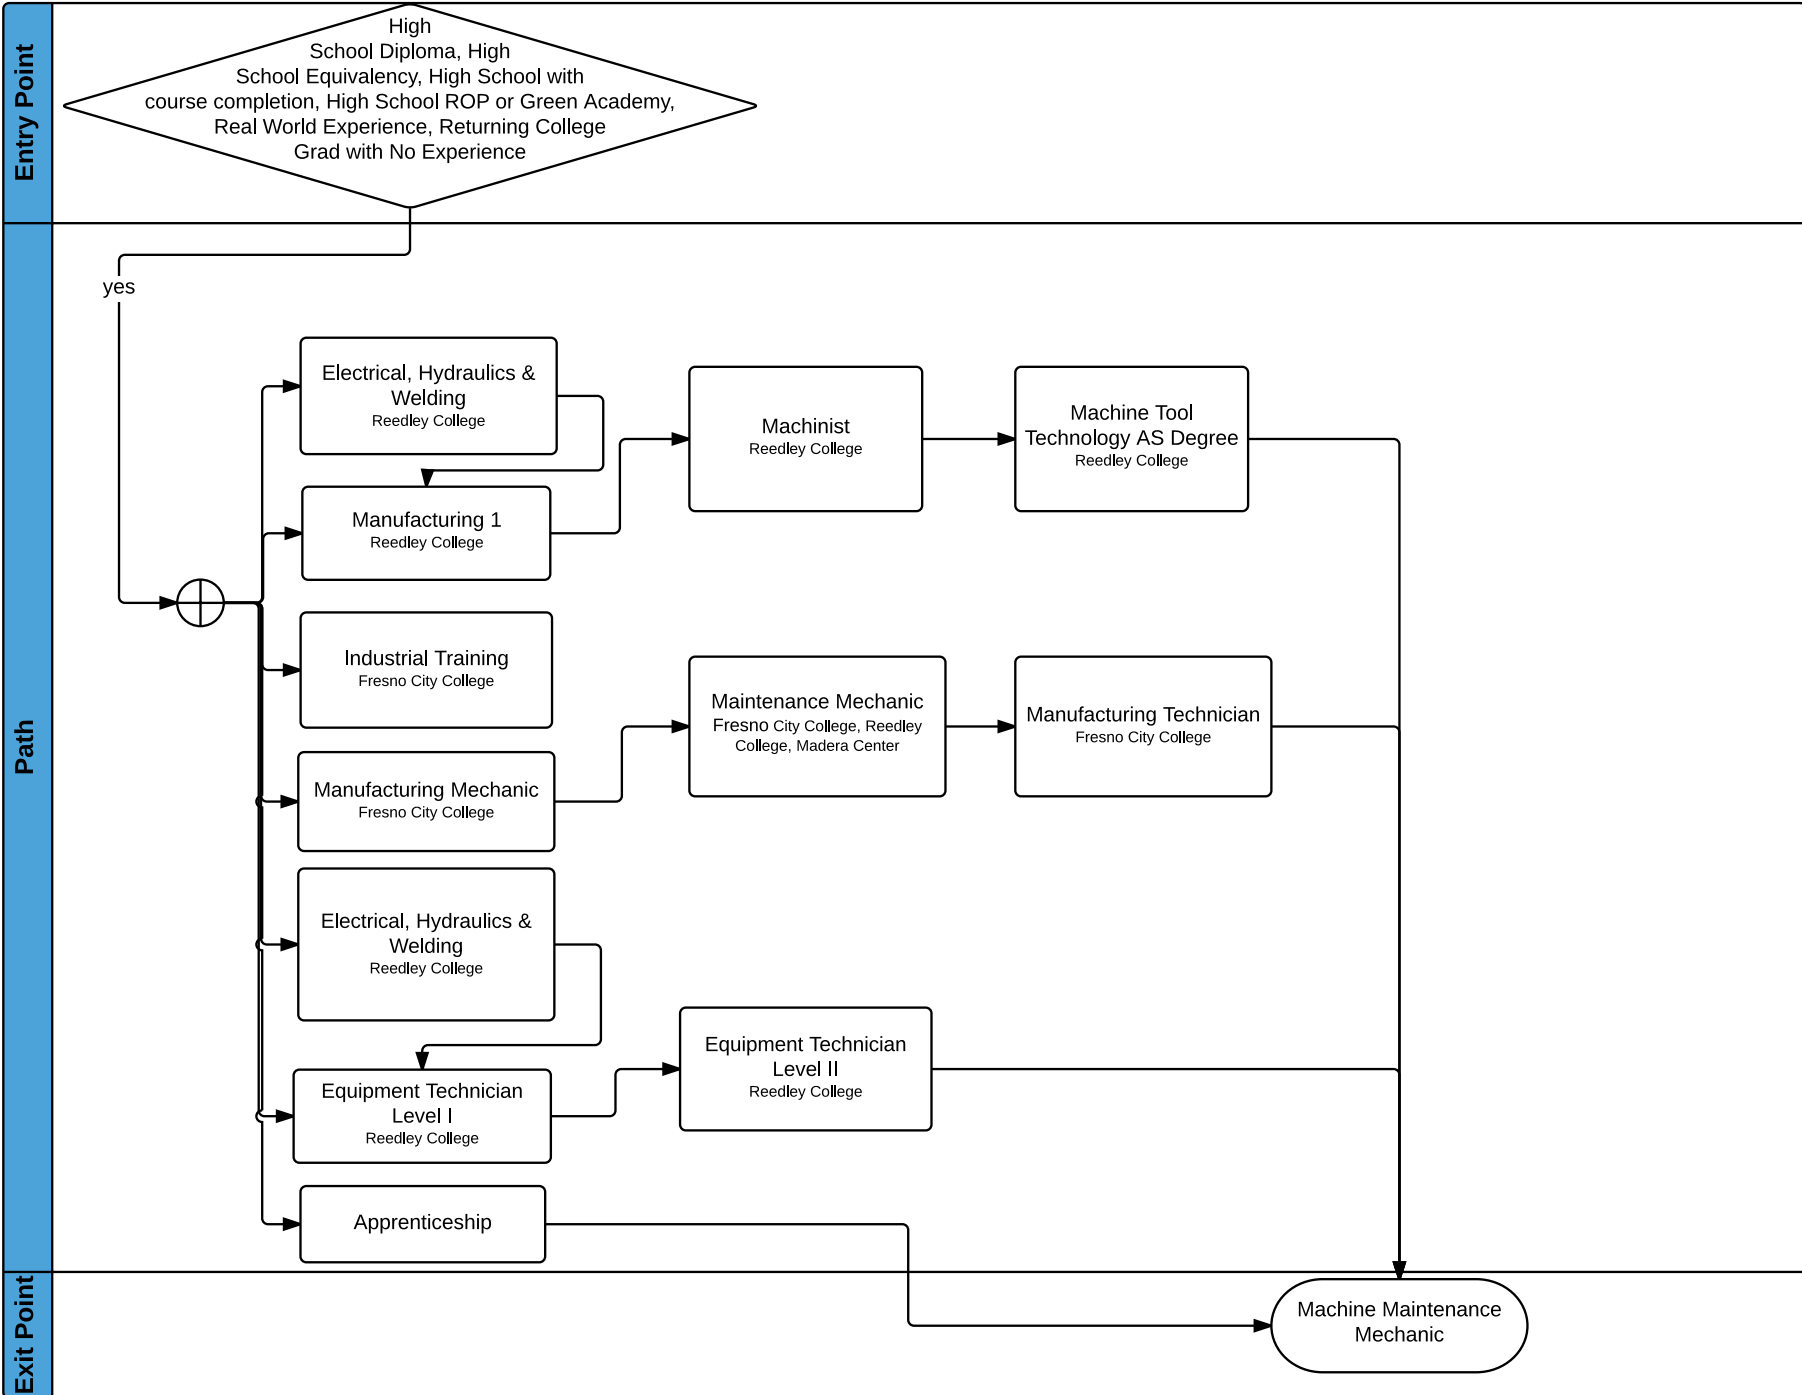 Entry Point
High
School Diploma, High
School Equivalency, High School with
course completion, High School ROP or Green Academy,
Real World Experience, Returning College
Grad with No Experience
Path
yes
Electrical, Hydraulics &
Welding
Reedley College
Manufacturing 1
Reedley College
Machinist
Reedley College
Machine Tool
Technology AS Degree
Reedley College
Industrial Training
Fresno City College
Manufacturing Mechanic
Fresno City College
Maintenance Mechanic
Fresno City College, Reedley
College, Madera Center
Manufacturing Technician
Fresno City College
Electrical, Hydraulics &
Welding
Reedley College
Equipment Technician
Level I
Reedley College
Equipment Technician
Level II
Reedley College
Apprenticeship
Exit Point
Machine Maintenance
Mechanic